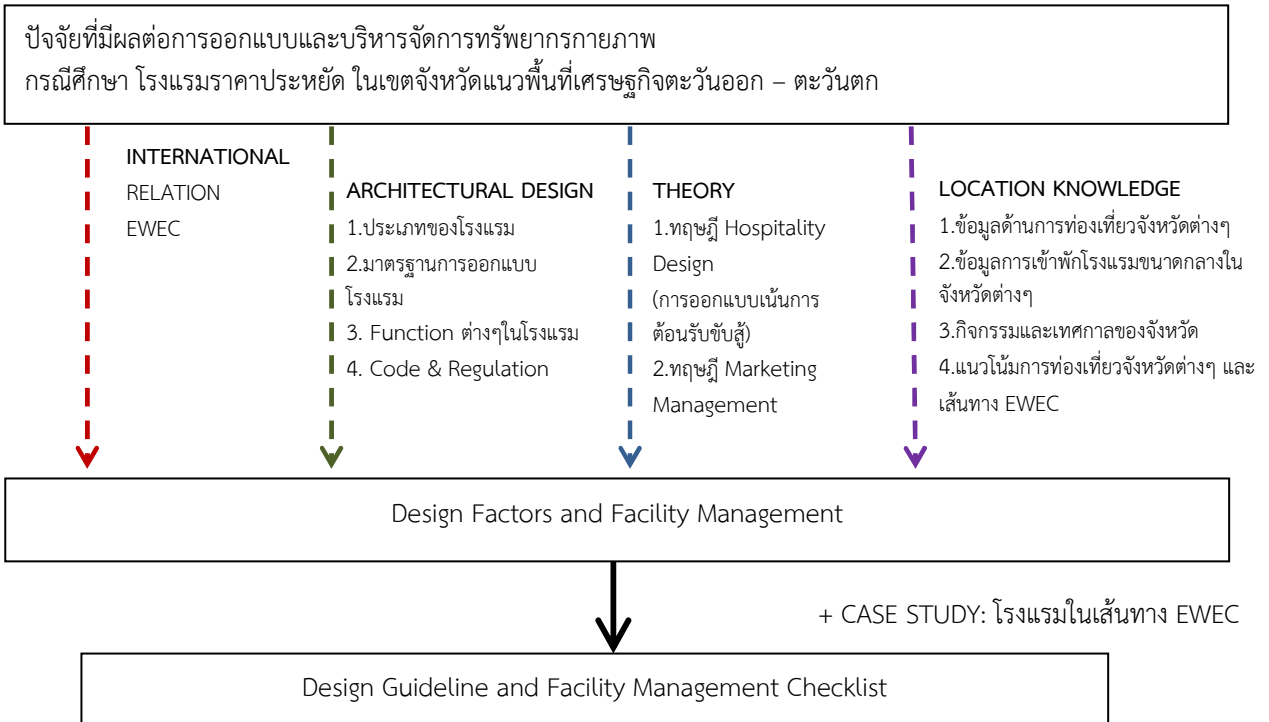 ปัจจัยที่มีผลต่อการออกแบบและบริหารจัดการทรัพยากรกายภาพ
กรณีศึกษา โรงแรมราคาประหยัด ในเขตจังหวัดแนวพื้นที่เศรษฐกิจตะวันออก – ตะวันตก
INTERNATIONAL
RELATION
EWEC
ARCHITECTURAL DESIGN
1.ประเภทของโรงแรม
2.มาตรฐานการออกแบบ
โรงแรม
3. Function ต่างๆในโรงแรม
4. Code & Regulation
THEORY
1.ทฤษฎี Hospitality
Design
(การออกแบบเน้นการ
ต้อนรับขับสู้)
2.ทฤษฎี Marketing
Management
LOCATION KNOWLEDGE
1.ข้อมูลด้านการท่องเที่ยวจังหวัดต่างๆ
2.ข้อมูลการเข้าพักโรงแรมขนาดกลางใน
จังหวัดต่างๆ
3.กิจกรรมและเทศกาลของจังหวัด
4.แนวโน้มการท่องเที่ยวจังหวัดต่างๆ และ
เส้นทาง EWEC
Design Factors and Facility Management
+ CASE STUDY: โรงแรมในเส้นทาง EWEC
Design Guideline and Facility Management Checklist